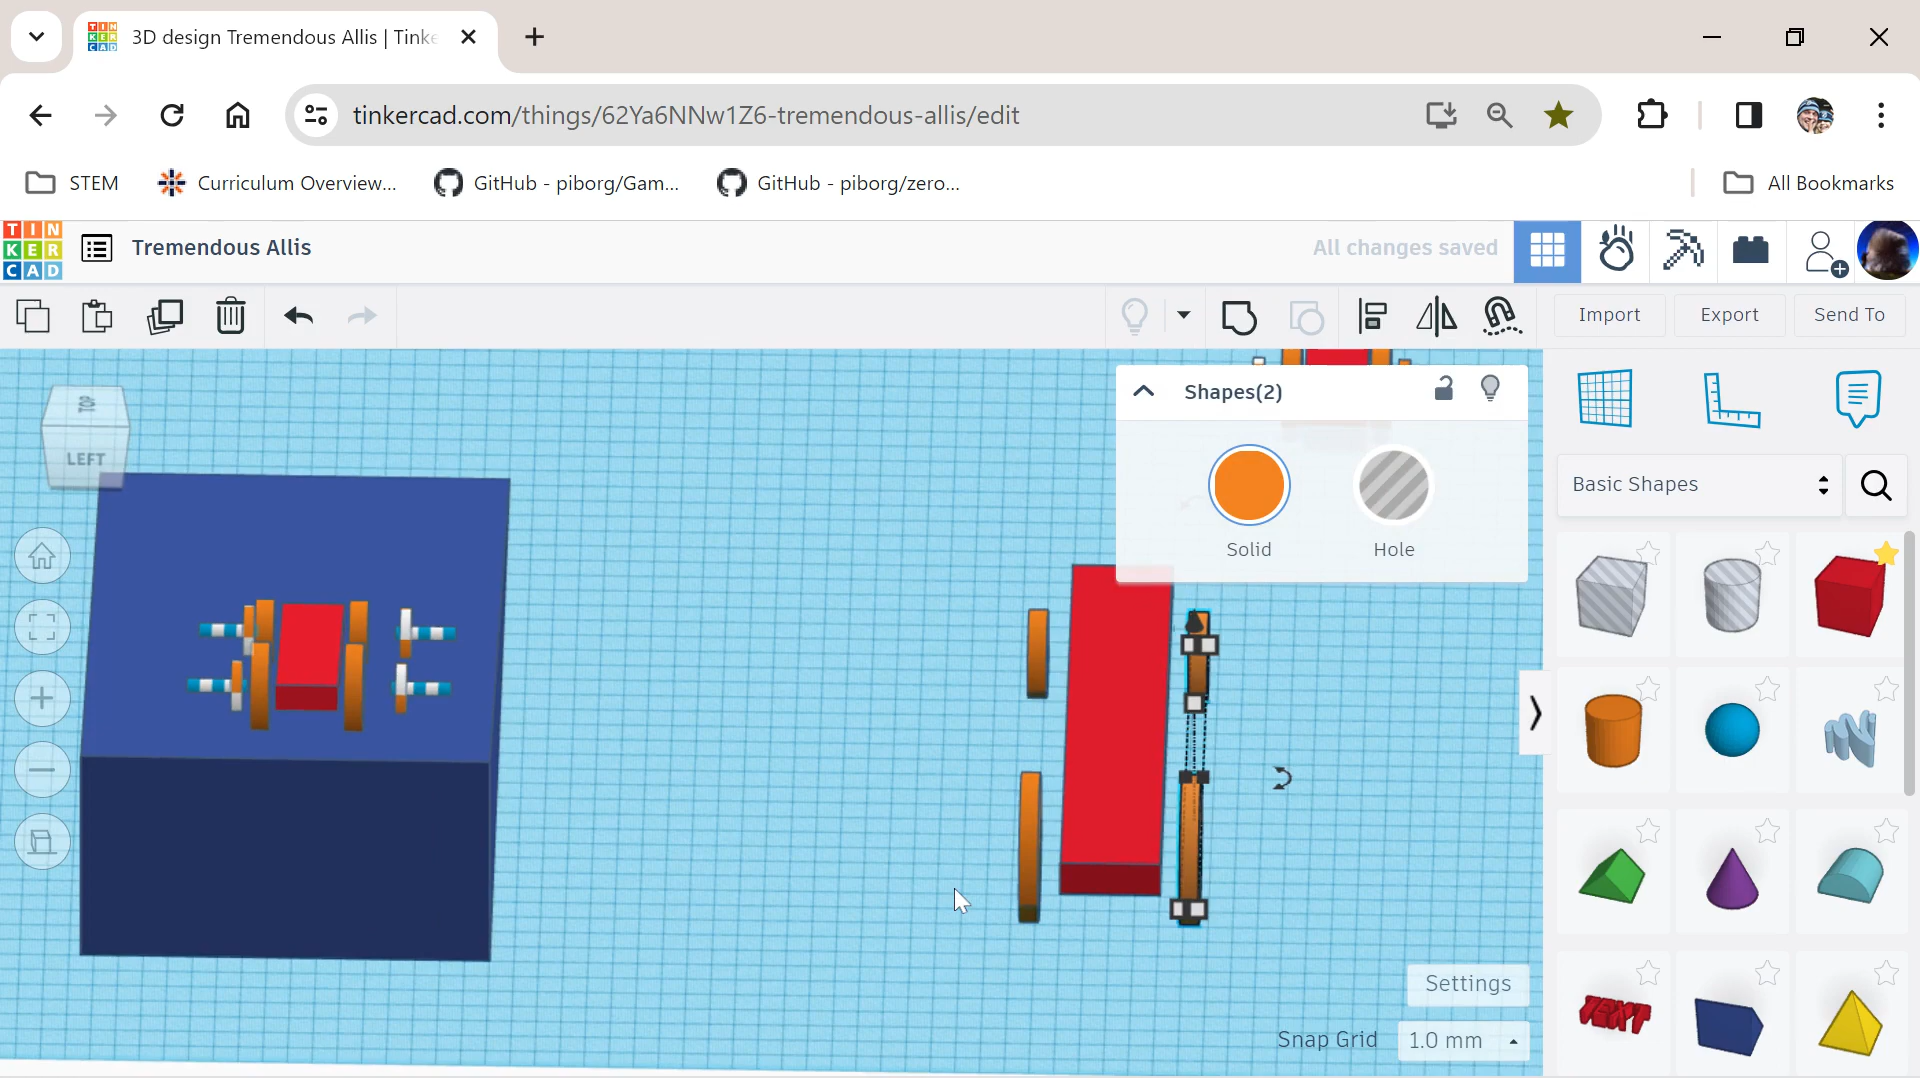 3D design Tremendous Allis | Tinke
tinkercad.com/things/62Ya6NNw1Z6-tremendous-allis/edit
STEM
Curriculum Overview...
GitHub - piborg/Gam...
GitHub - piborg/zero...
All Bookmarks
TIN
KER
CAD
Tremendous Allis
All changes saved
Import
Export
Send To
Shapes(2)
Solid
Hole
TOP
LEFT
Basic Shapes
TEXT
Settings
Snap Grid
1.0 mm